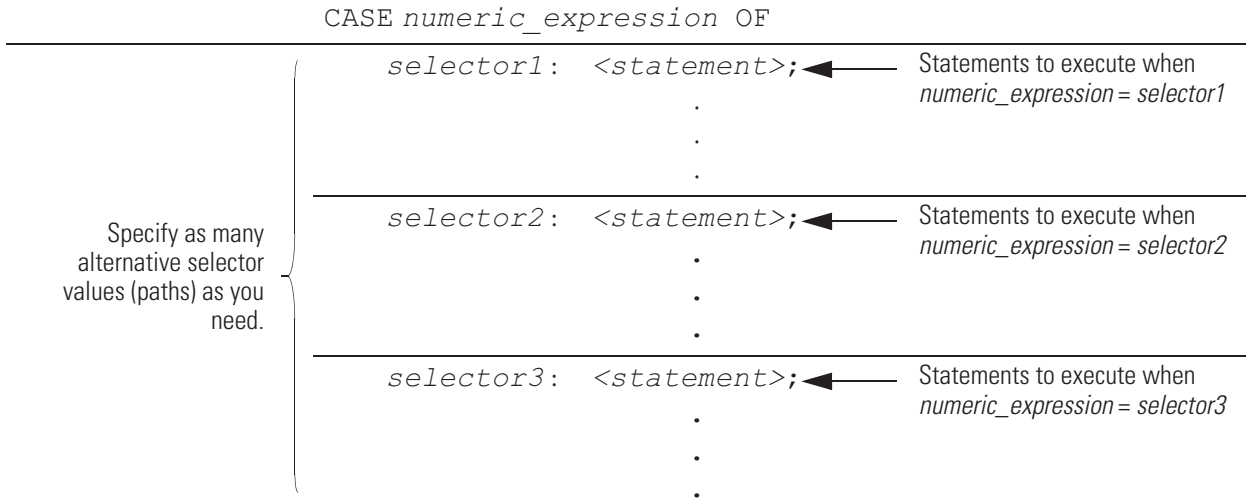 CASE numeric_expression OF
selector1: <statement>;
Statements to execute when
numeric_expression = selector1
.
.
.
Specify as many
alternative selector
values (paths) as you
need.
selector2: <statement>;
Statements to execute when
numeric_expression = selector2
.
.
.
selector3: <statement>;
Statements to execute when
numeric_expression = selector3
.
.
.